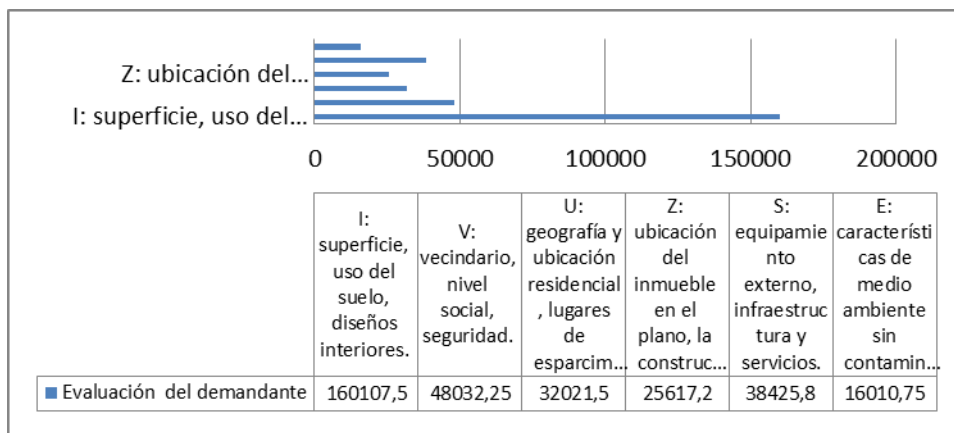 Z: ubicación del...
I: superficie, uso del...
0 50000 100000 150000 200000
I:
superficie,
uso del
suelo,
diseños
interiores.
V:
vecindario,
nivel
social,
seguridad.
U:
geografía y
ubicación
residencial
, lugares
de
esparcim...
Z:
ubicación
del
inmueble
en el
plano, la
construc...
S:
equipamie
nto
externo,
infraestruc
tura y
servicios.
E:
característi
cas de
medio
ambiente
sin
contamin...
Evaluación del demandante 160107,5 48032,25 32021,5 25617,2 38425,8 16010,75